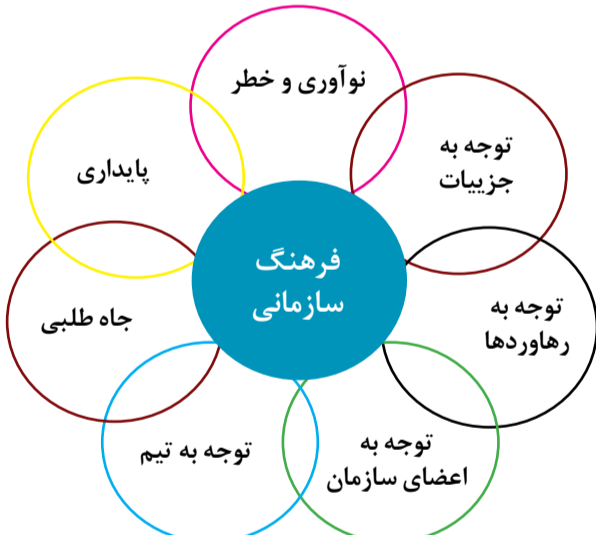 نوآوری و خطر
توجه به
جزییات
پایداری
فرهنگ
سازمانی
توجه به
رهاوردها
جاه طلبی
توجه به
اعضای سازمان
توجه به تیم